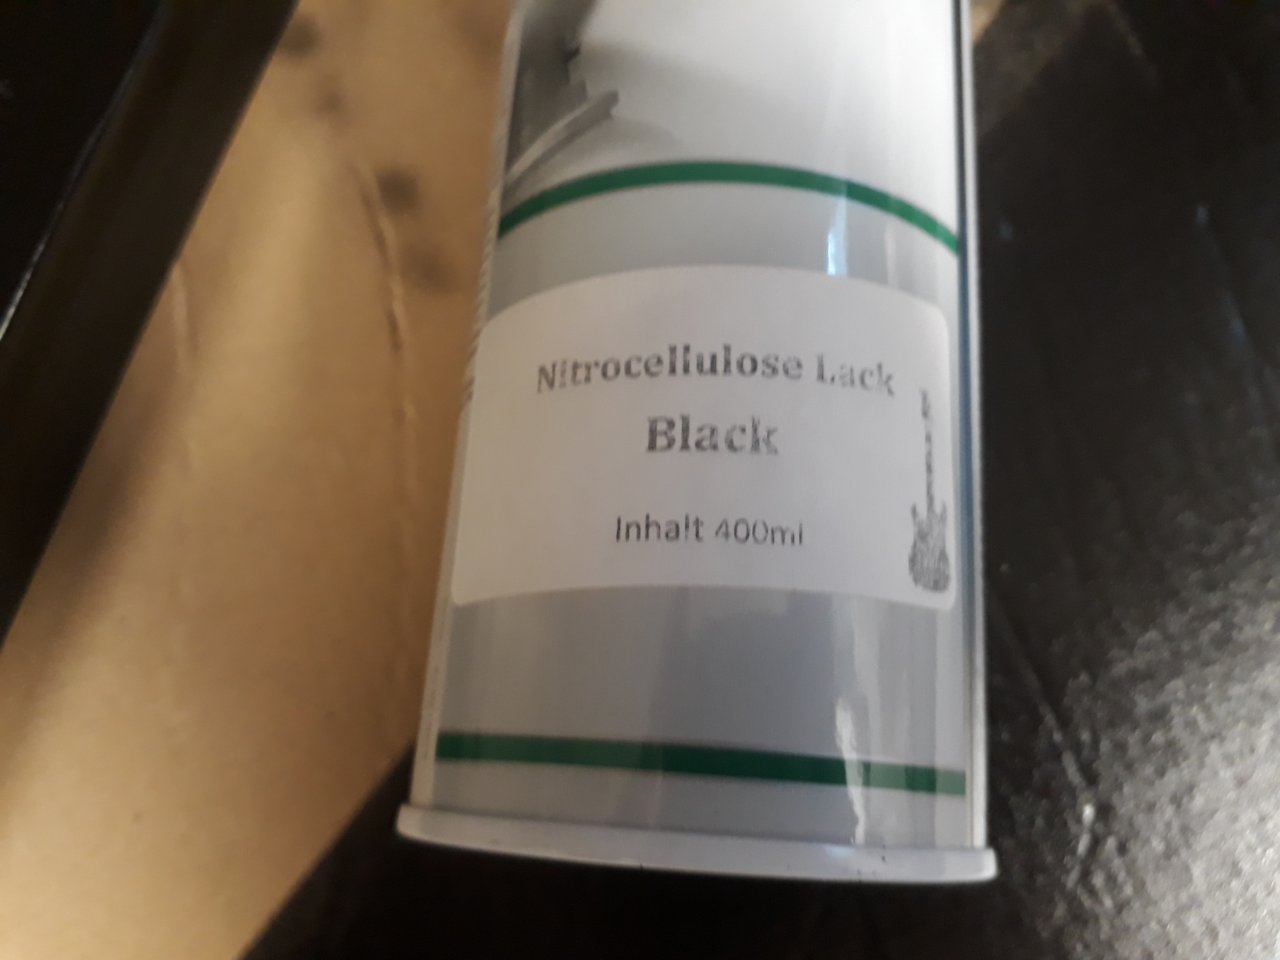 Nitrocellulose Lack
Black
Inhalt 400ml